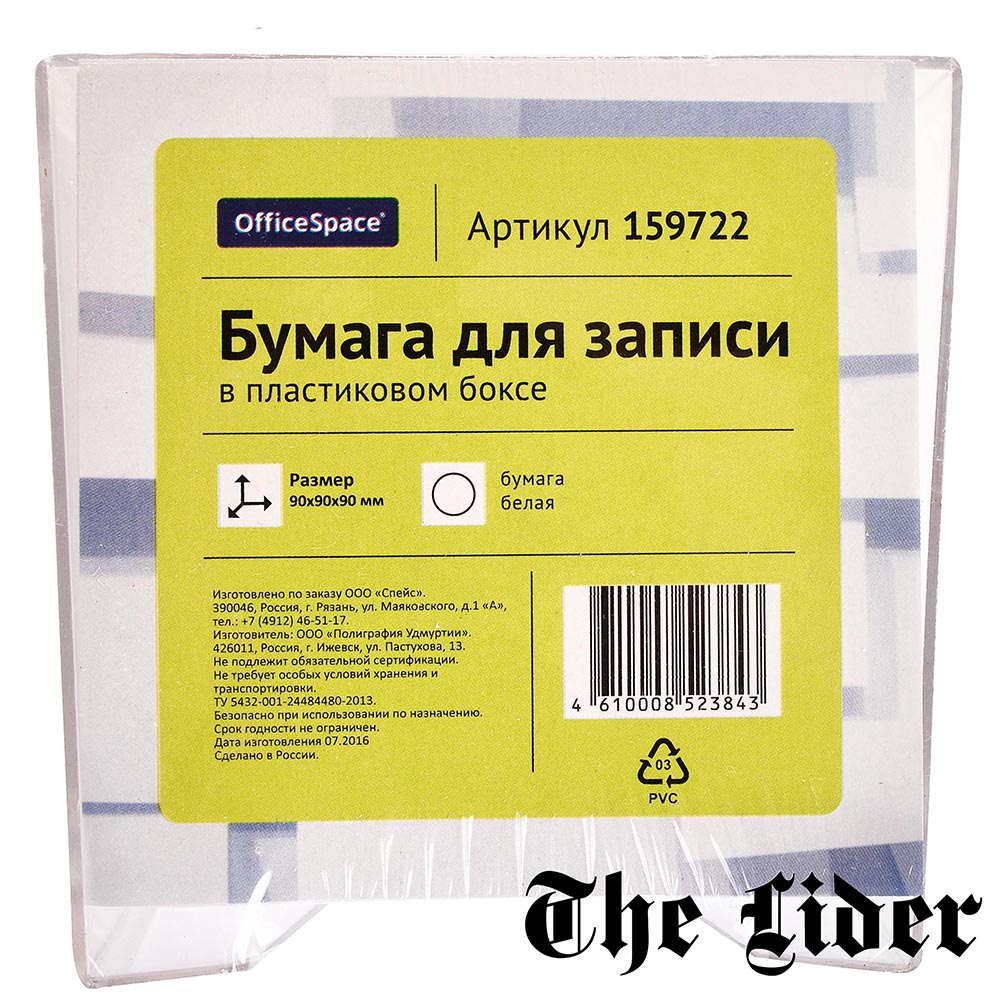 OfficeSpace®
Артикул 159722
Бумага для записи
в пластиковом боксе
Размер
90x90x90 мм
бумага
белая
Изготовлено по заказу ООО «Спейс».
390046, Россия, г. Рязань, ул. Маяковского, д.1 «А»,
тел.: +7 (4912) 46-51-17.
Изготовитель: ООО «Полиграфия Удмуртии».
426011, Россия, г. Ижевск, ул. Пастухова, 13.
Не подлежит обязательной сертификации.
Не требует особых условий хранения и
транспортировки.
ТУ 5432-001-24484480-2013.
Безопасно при использовании по назначению.
Срок годности не ограничен.
Дата изготовления 07.2016
Сделано в России.
4 610008 523843
03
PVC
The Lider